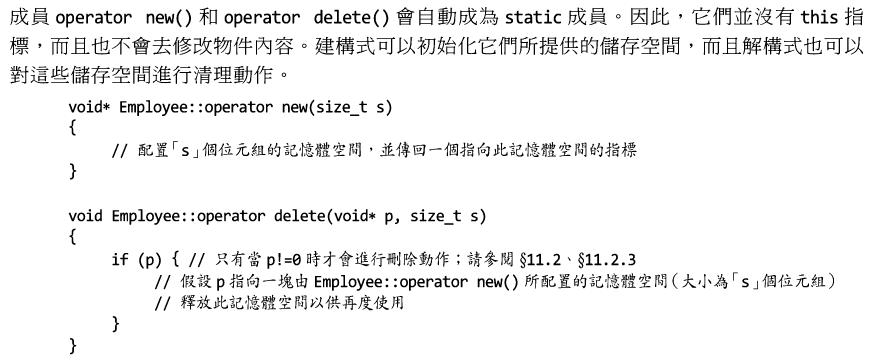 成員 operator new() 和 operator delete() 會自動成為 static 成員。因此，它們並沒有 this 指
標，而且也不會去修改物件內容。建構式可以初始化它們所提供的儲存空間，而且解構式也可以
對這些儲存空間進行清理動作。
void* Employee::operator new(size_t s)
{
// 配置「s」個位元組的記憶體空間，並傳回一個指向此記憶體空間的指標
}
void Employee::operator delete(void* p, size_t s)
{
if (p) { // 只有當 p!=0 時才會進行刪除動作；請參閱 §11.2、§11.2.3
// 假設 p 指向一塊由 Employee::operator new() 所配置的記憶體空間（大小為「s」個位元組）
// 釋放此記憶體空間以供再度使用
}
}